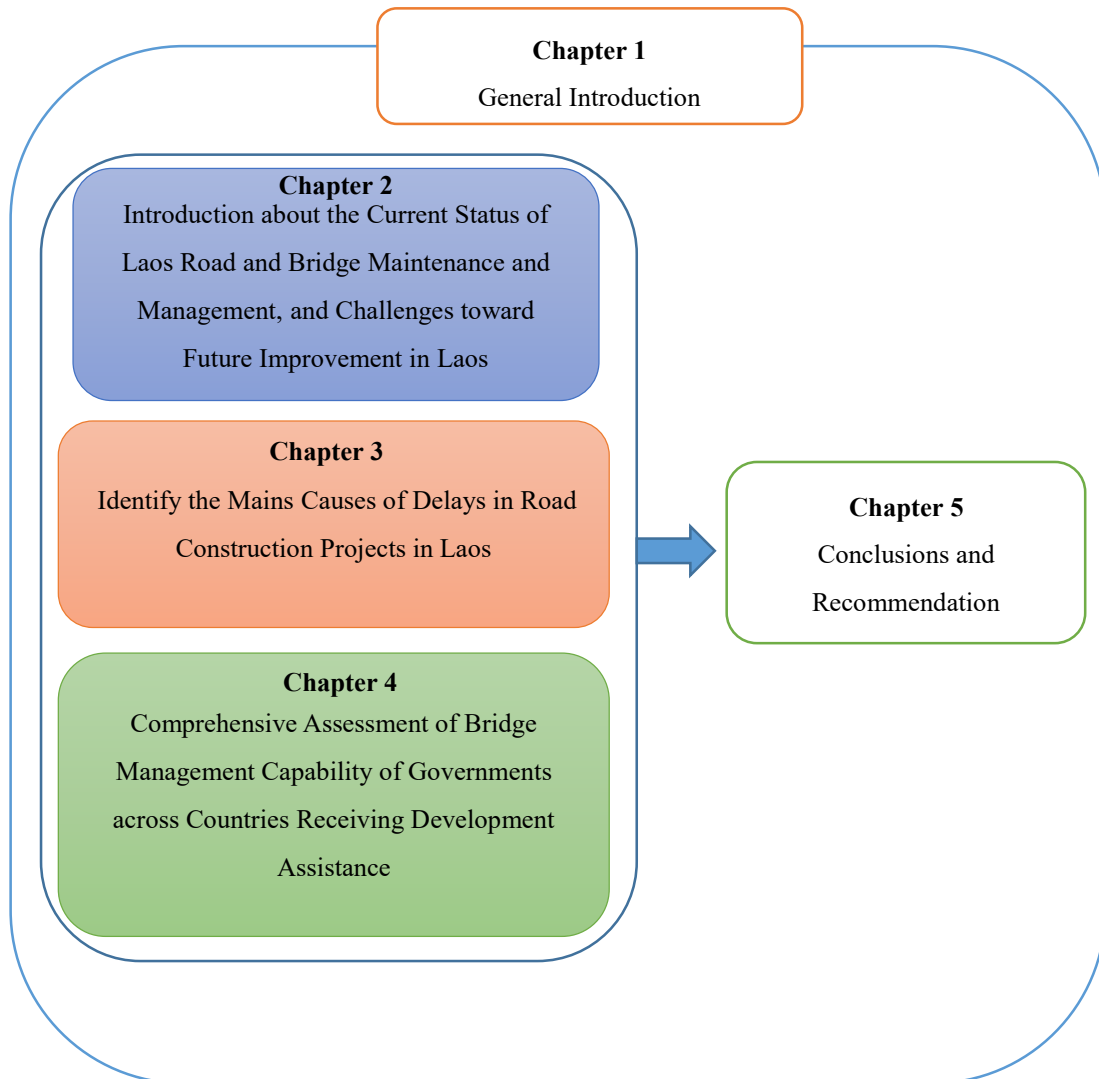 Chapter 1
General Introduction
Chapter 2
Introduction about the Current Status of
Laos Road and Bridge Maintenance and
Management, and Challenges toward
Future Improvement in Laos
Chapter 3
Identify the Mains Causes of Delays in Road
Construction Projects in Laos
Chapter 4
Comprehensive Assessment of Bridge
Management Capability of Governments
across Countries Receiving Development
Assistance
Chapter 5
Conclusions and
Recommendation